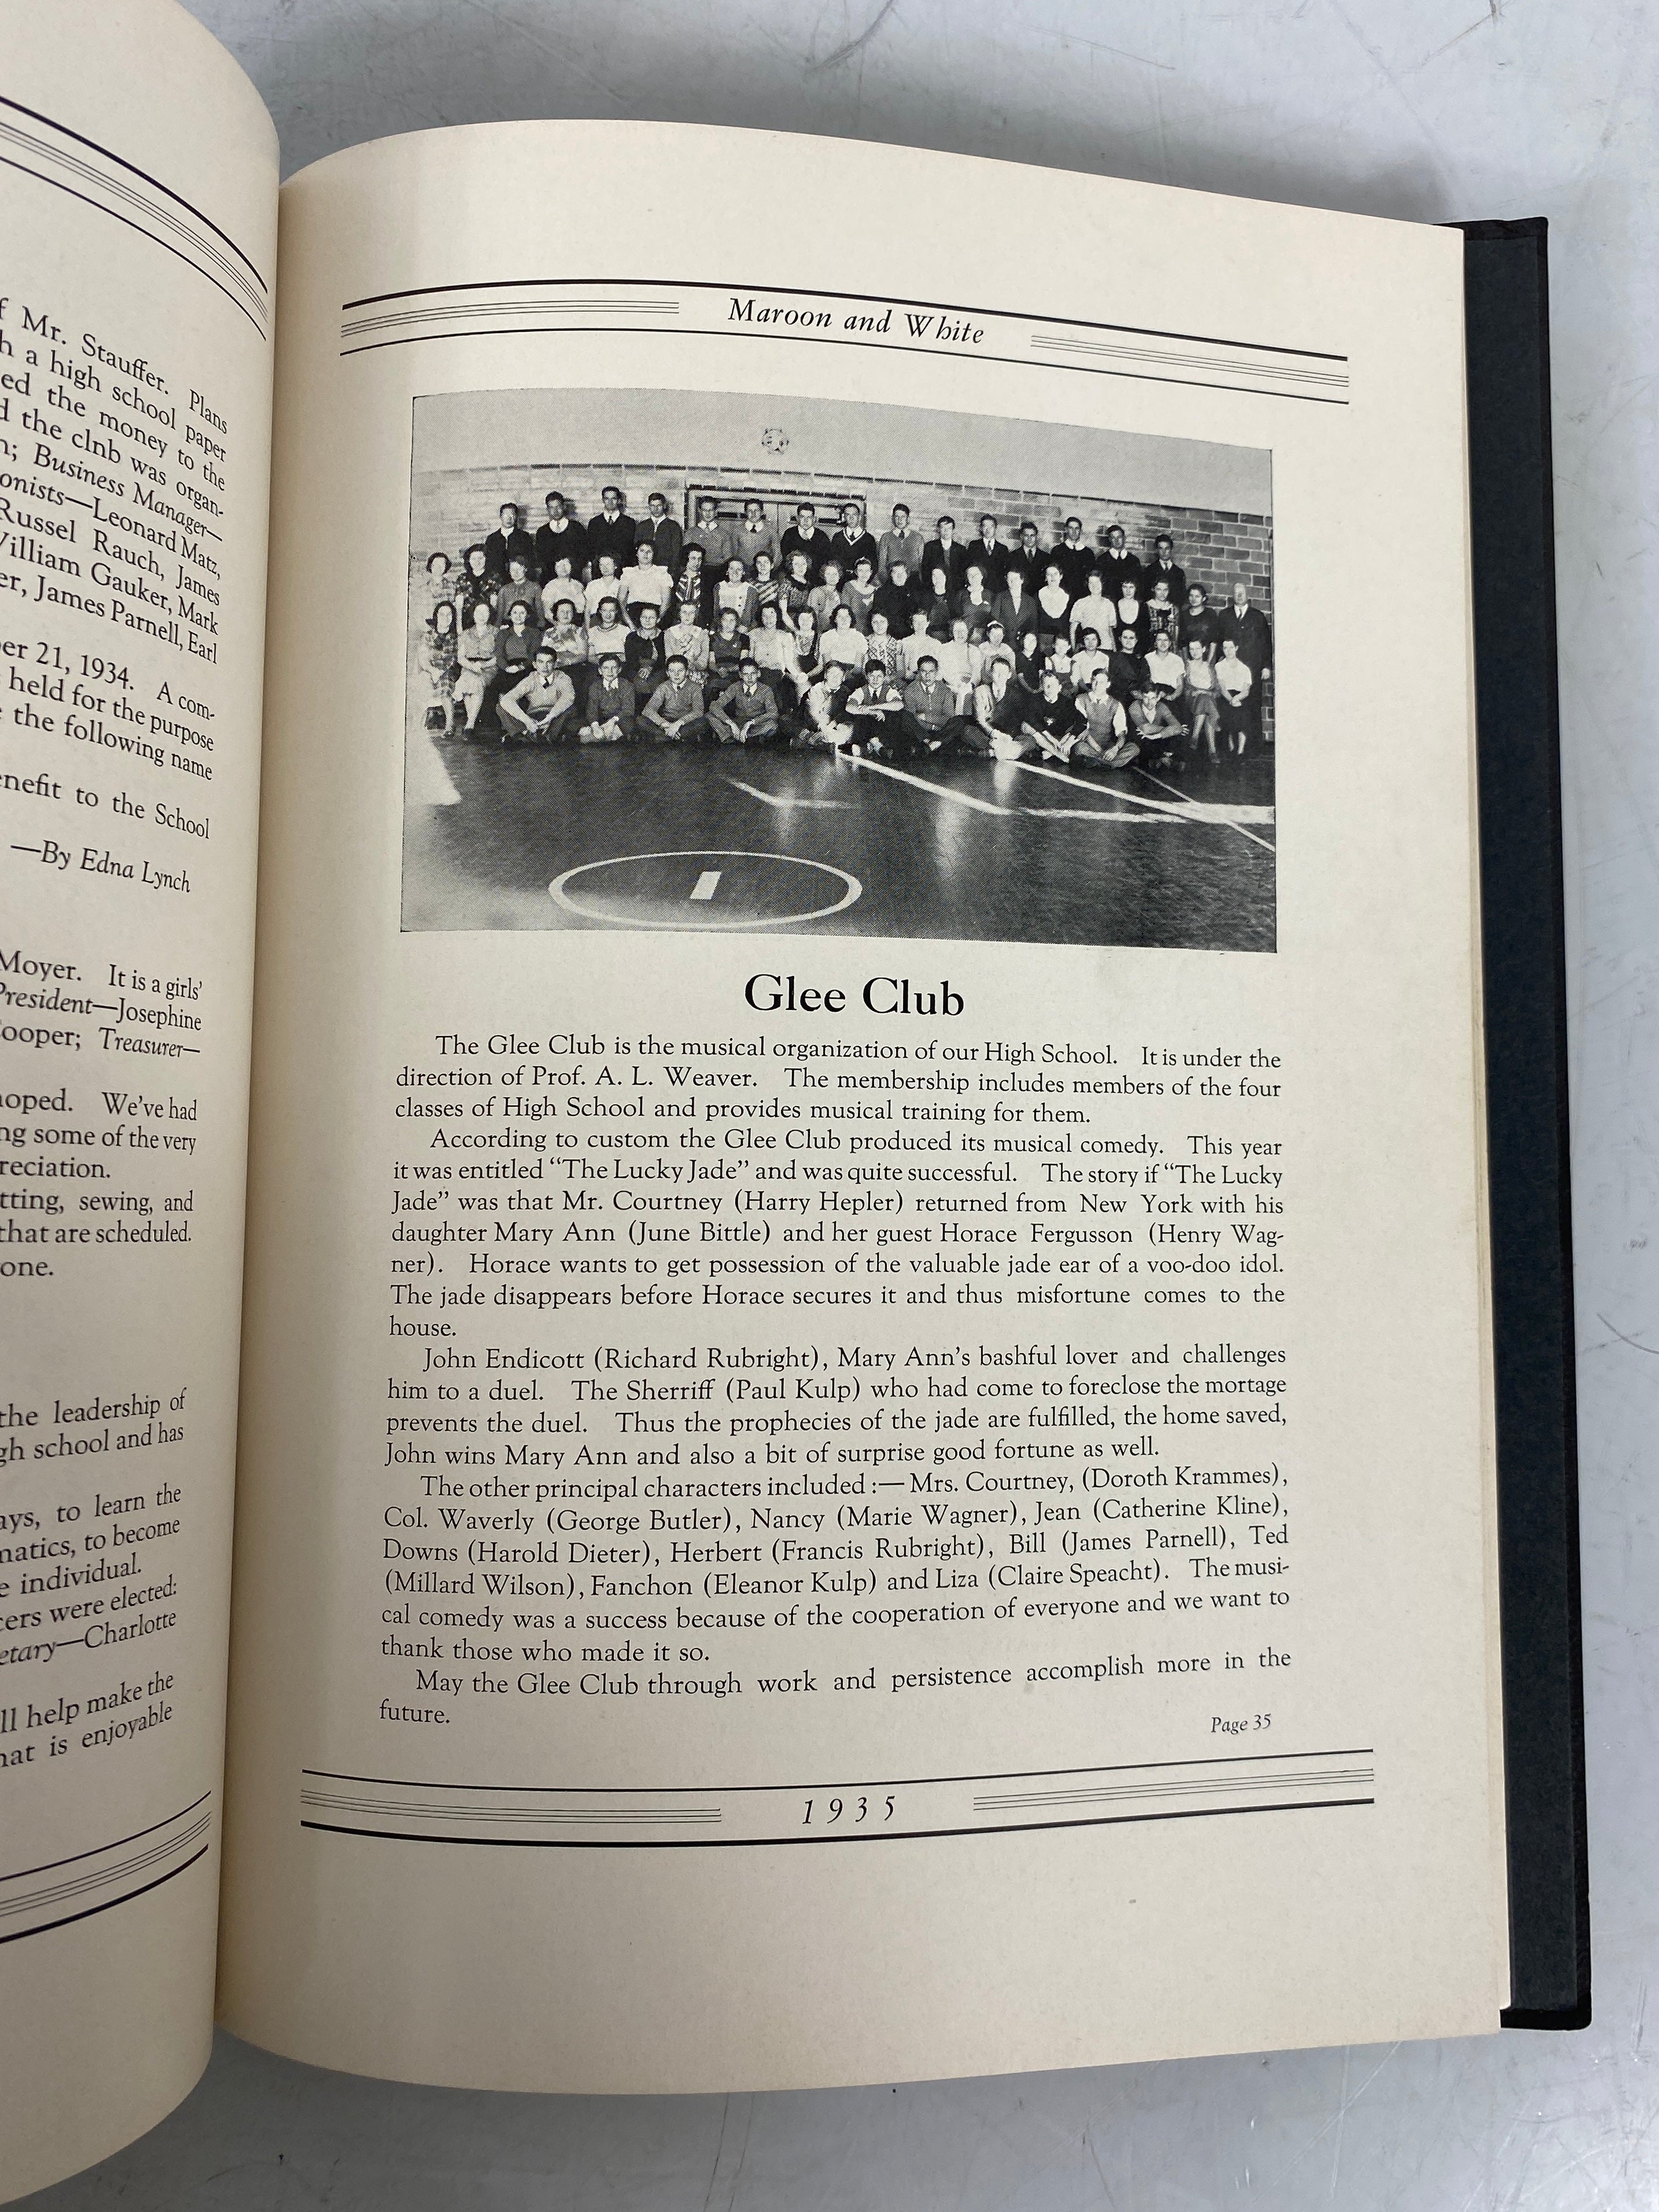 f Mr. Stauffer. Plans
h a high school paper
ed the money to the
d the clnb was organ-
n; Business Manager—
onists—Leonard Matz,
Russel Rauch, James
William Gauker, Mark
er, James Parnell, Earl
er 21, 1934. A com-
held for the purpose
e the following name
enefit to the School
—By Edna Lynch
Moyer. It is a girls'
President—Josephine
Cooper; Treasurer—
hoped. We've had
ng some of the very
reciation.
tting, sewing, and
that are scheduled.
one.
the leadership of
gh school and has
ays, to learn the
matics, to become
e individual.
cers were elected:
etary—Charlotte
ll help make the
hat is enjoyable
Maroon and White
Glee Club
The Glee Club is the musical organization of our High School. It is under the
direction of Prof. A. L. Weaver. The membership includes members of the four
classes of High School and provides musical training for them.
According to custom the Glee Club produced its musical comedy. This year
it was entitled “The Lucky Jade” and was quite successful. The story if “The Lucky
Jade” was that Mr. Courtney (Harry Hepler) returned from New York with his
daughter Mary Ann (June Bittle) and her guest Horace Fergusson (Henry Wag-
ner). Horace wants to get possession of the valuable jade ear of a voo-doo idol.
The jade disappears before Horace secures it and thus misfortune comes to the
house.
John Endicott (Richard Rubright), Mary Ann's bashful lover and challenges
him to a duel. The Sherriff (Paul Kulp) who had come to foreclose the mortage
prevents the duel. Thus the prophecies of the jade are fulfilled, the home saved,
John wins Mary Ann and also a bit of surprise good fortune as well.
The other principal characters included :— Mrs. Courtney, (Doroth Krammes),
Col. Waverly (George Butler), Nancy (Marie Wagner), Jean (Catherine Kline),
Downs (Harold Dieter), Herbert (Francis Rubright), Bill (James Parnell), Ted
(Millard Wilson), Fanchon (Eleanor Kulp) and Liza (Claire Speacht). The musi-
cal comedy was a success because of the cooperation of everyone and we want to
thank those who made it so.
May the Glee Club through work and persistence accomplish more in the
future.
Page 35
1935